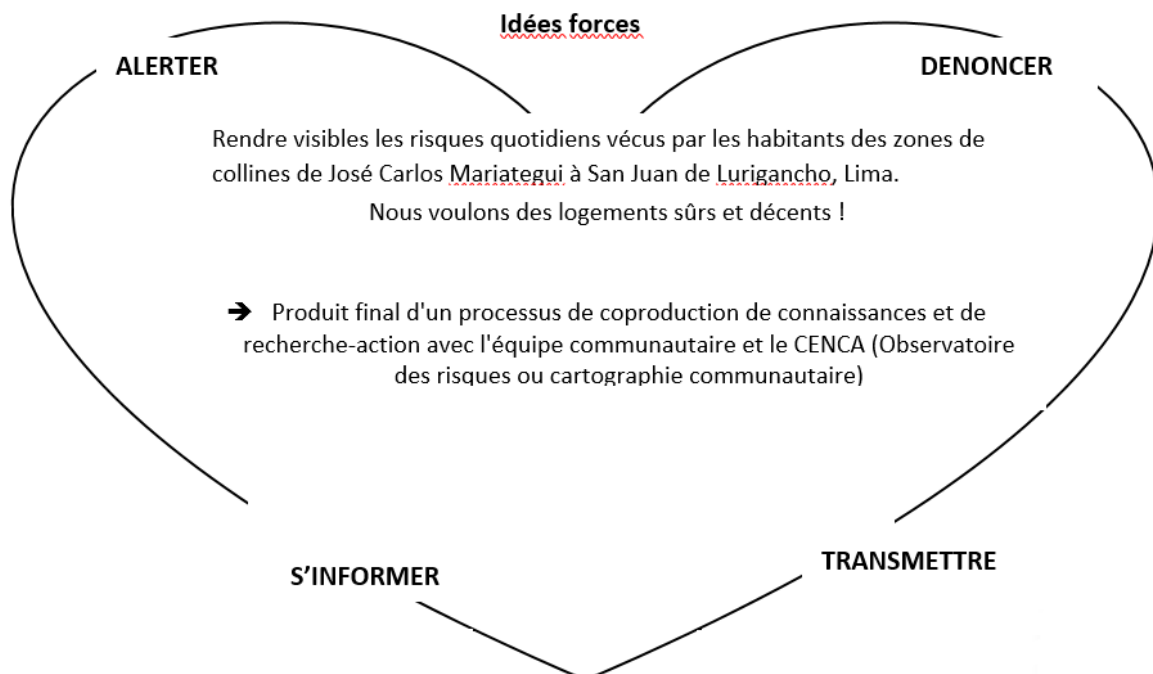 Idées forces
ALERTER
DENONCER
Rendre visibles les risques quotidiens vécus par les habitants des zones de
collines de José Carlos Mariategui à San Juan de Lurigancho, Lima.
Nous voulons des logements sûrs et décents !
➔ Produit final d'un processus de coproduction de connaissances et de
recherche-action avec l'équipe communautaire et le CENCA (Observatoire
des risques ou cartographie communautaire)
S'INFORMER
TRANSMETTRE